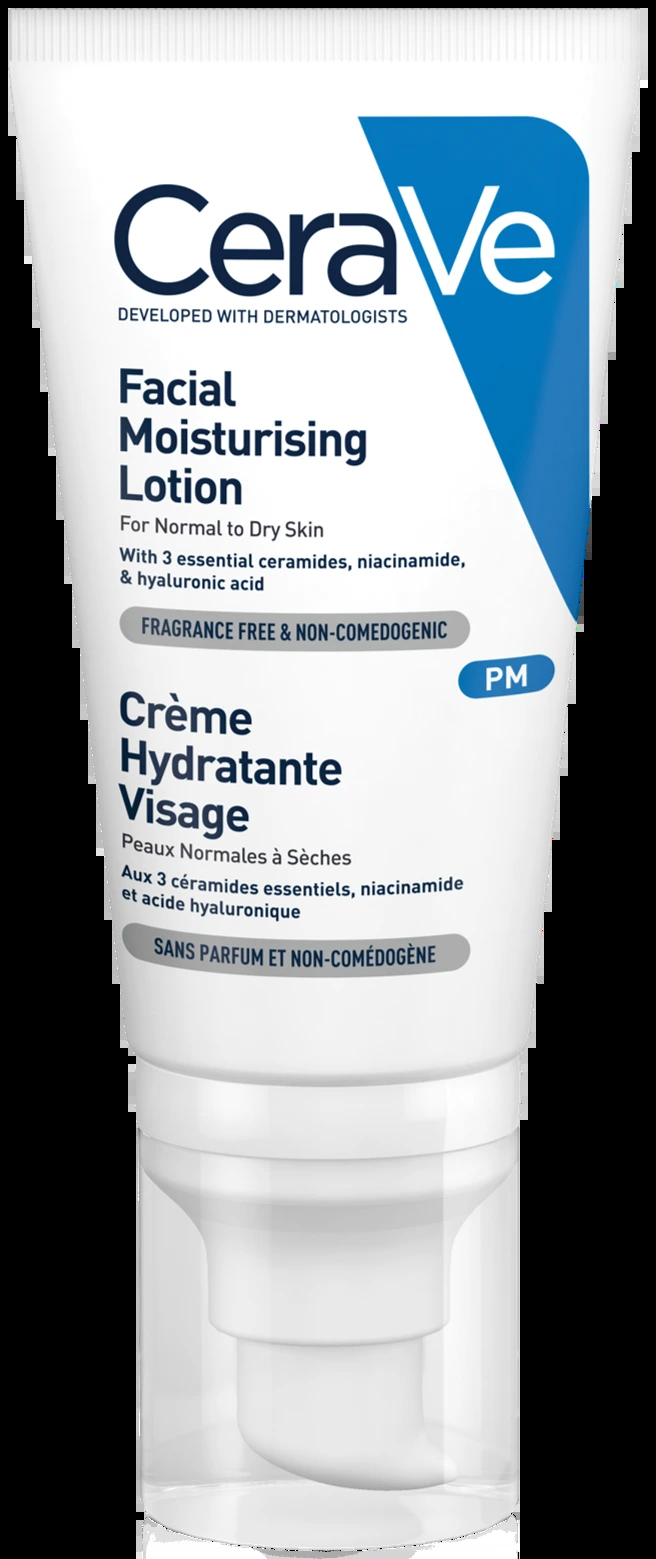 CeraVe
DEVELOPED WITH DERMATOLOGISTS
Facial
Moisturising
Lotion
For Normal to Dry Skin
With 3 essential ceramides, niacinamide,
& hyaluronic acid
FRAGRANCE FREE & NON-COMEDOGENIC
PM
Crème
Hydratante
Visage
Peaux Normales à Sèches
Aux 3 céramides essentiels, niacinamide
et acide hyaluronique
SANS PARFUM ET NON-COMÉDOGÈNE